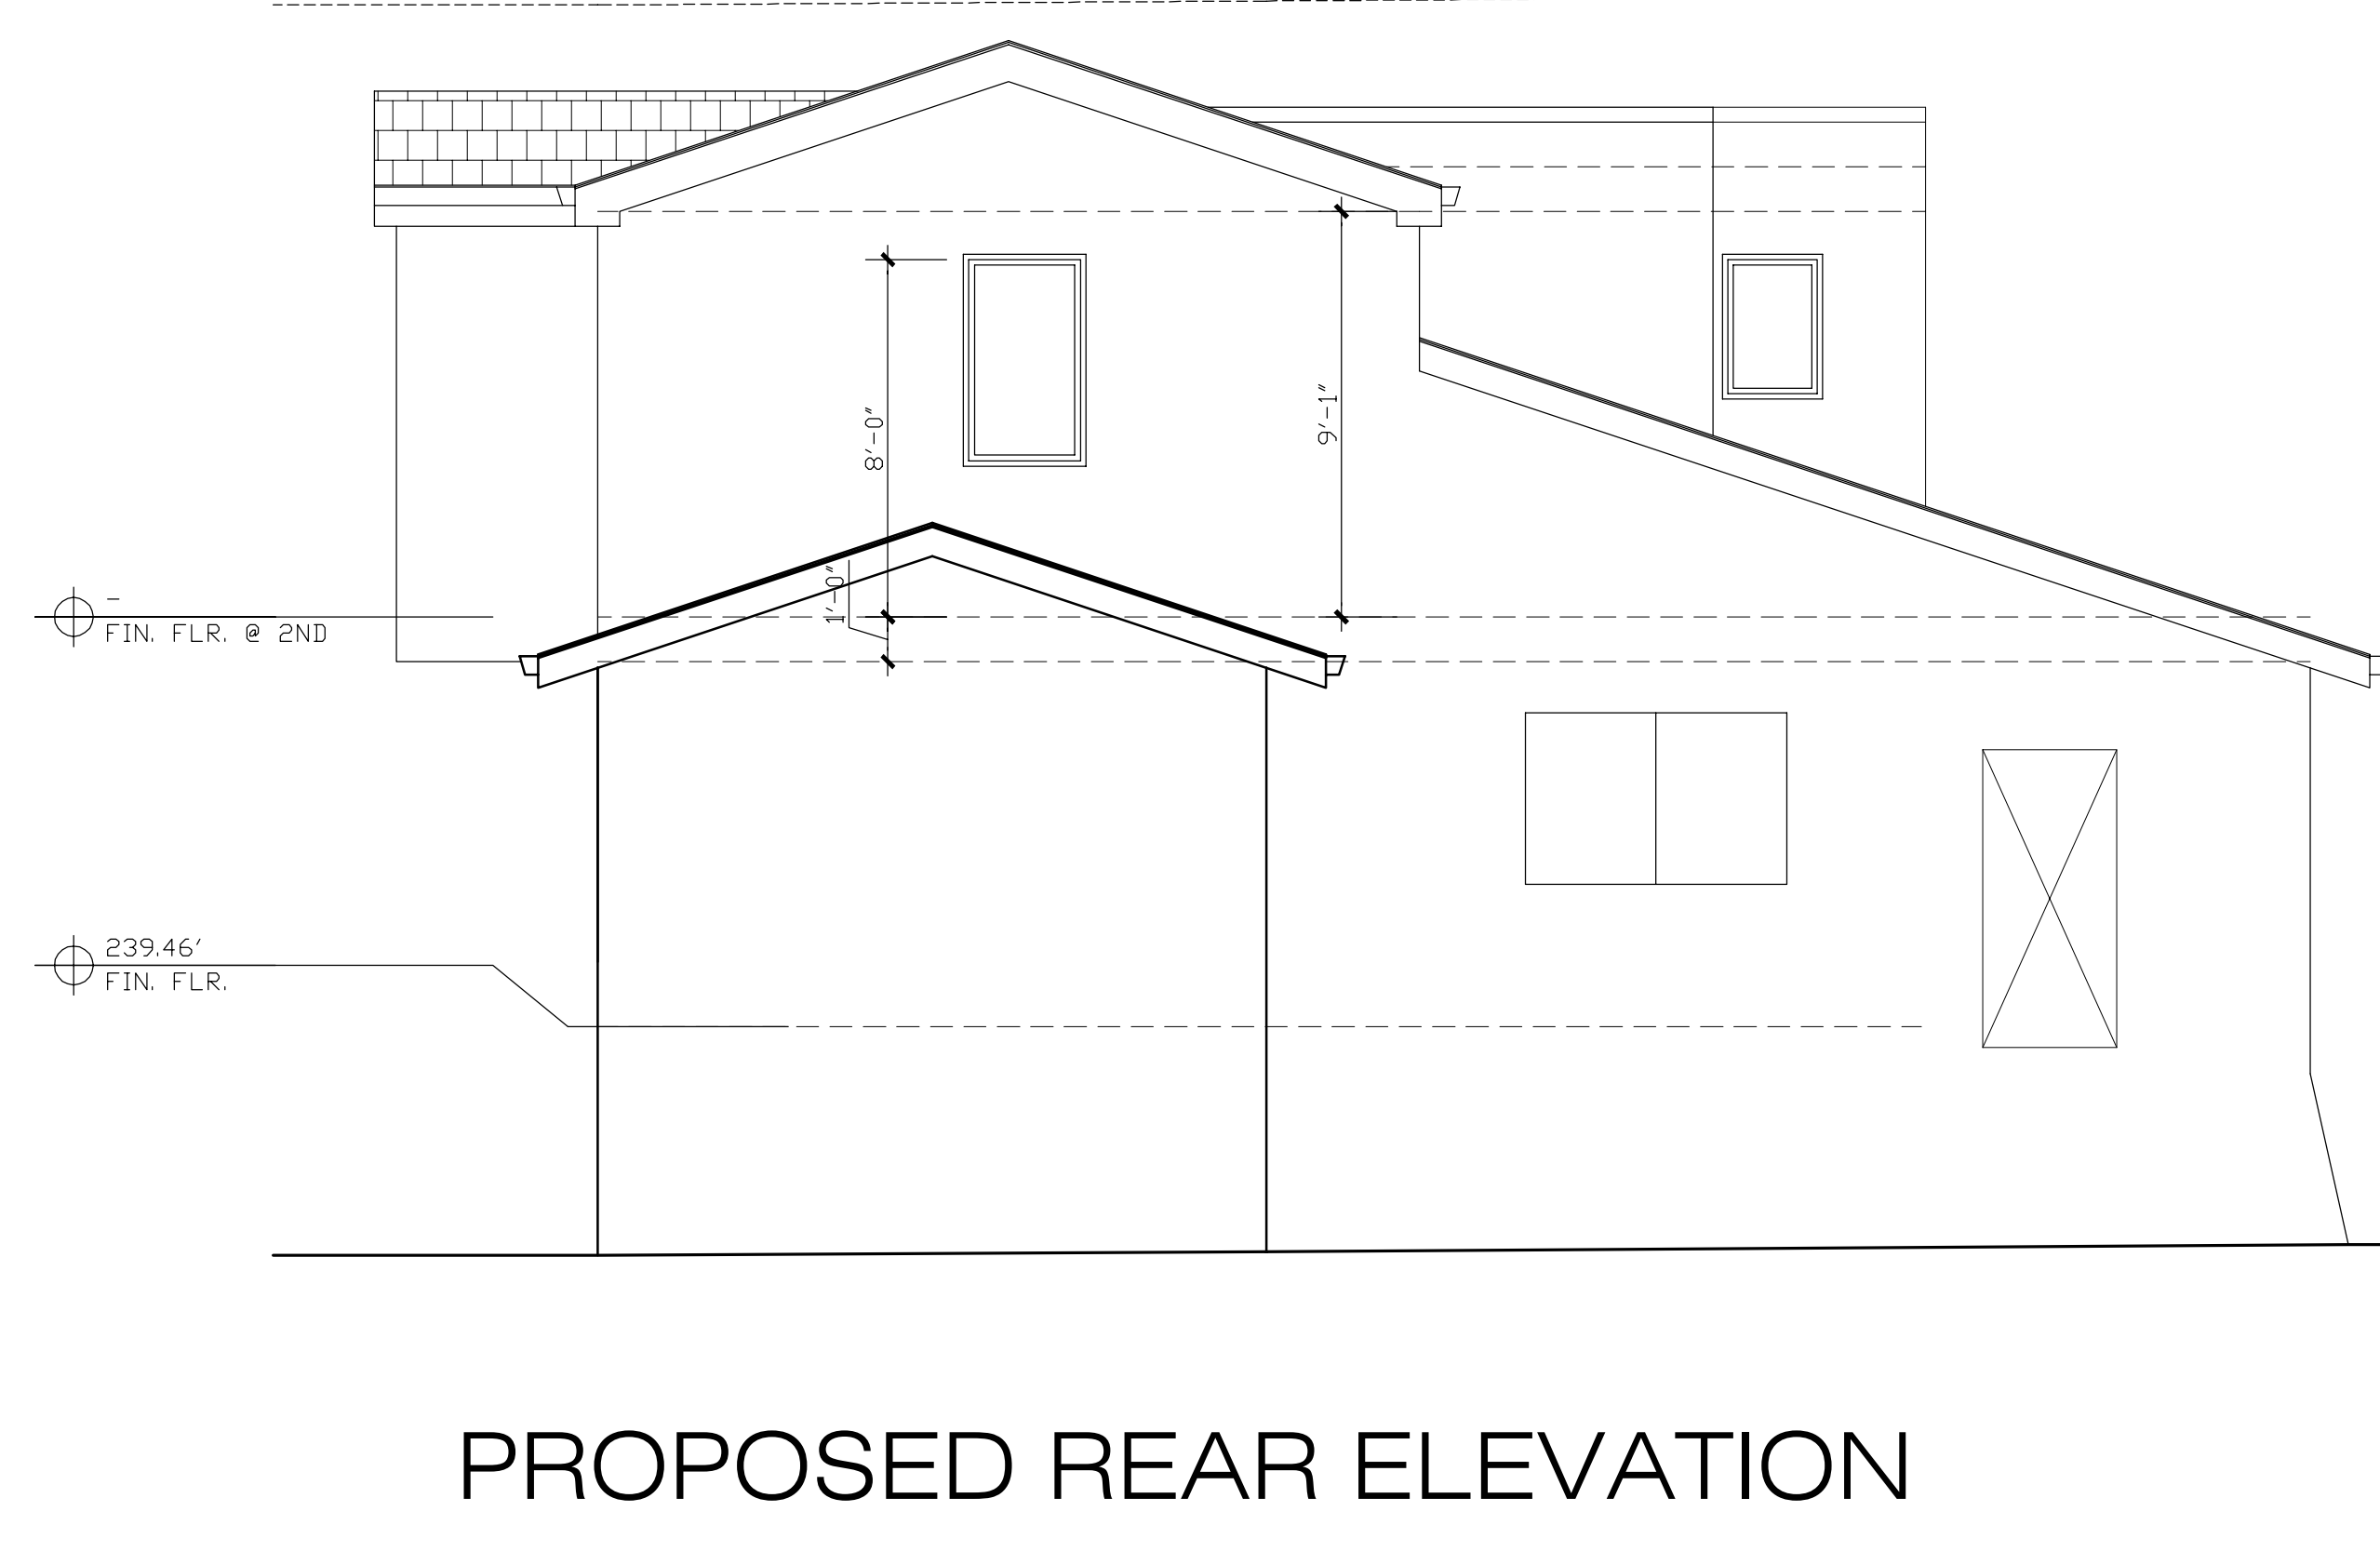 8'-0"
9'-1"
1'-0"
–
FIN. FLR. @ 2ND
239.46'
FIN. FLR.
PROPOSED REAR ELEVATION